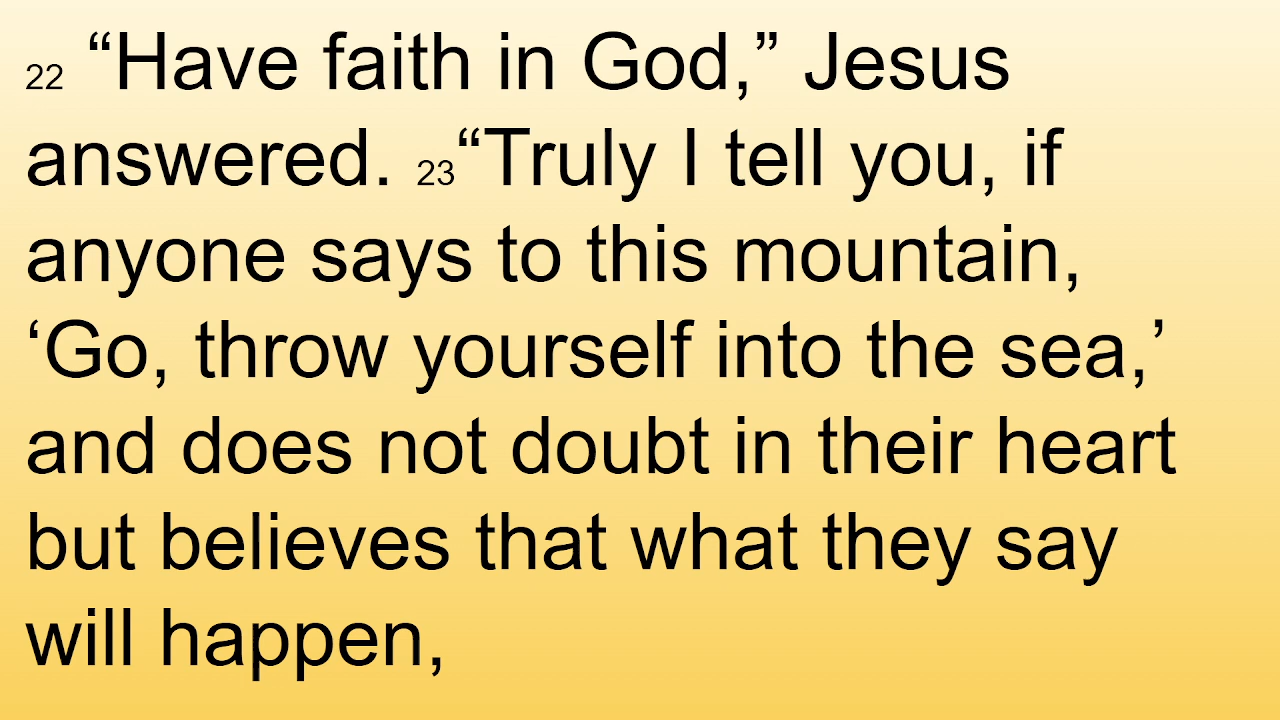 22 “Have faith in God,” Jesus
answered. 23“Truly I tell you, if
anyone says to this mountain,
‘Go, throw yourself into the sea,’
and does not doubt in their heart
but believes that what they say
will happen,